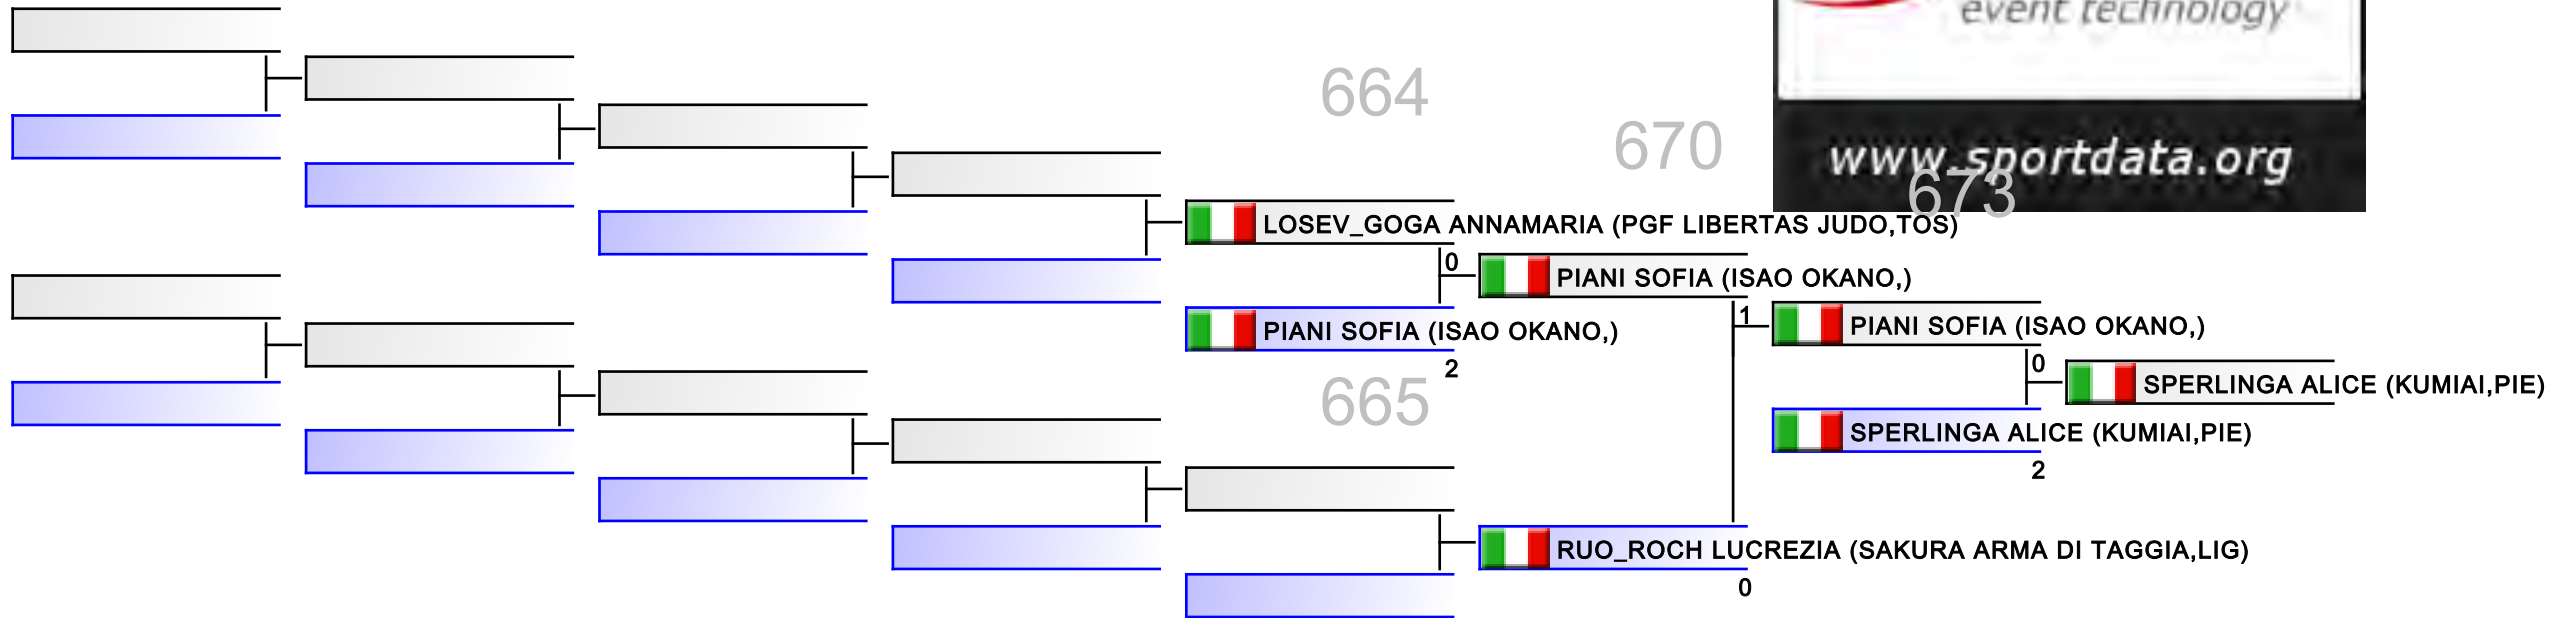 event technology
664
670
www.sportdata.org
673
LOSEV_GOGA ANNAMARIA (PGF LIBERTAS JUDO,TOS)
0
PIANI SOFIA (ISAO OKANO,)
1
PIANI SOFIA (ISAO OKANO,)
PIANI SOFIA (ISAO OKANO,)
2
0
SPERLINGA ALICE (KUMIAI,PIE)
665
SPERLINGA ALICE (KUMIAI,PIE)
2
RUO_ROCH LUCREZIA (SAKURA ARMA DI TAGGIA,LIG)
0